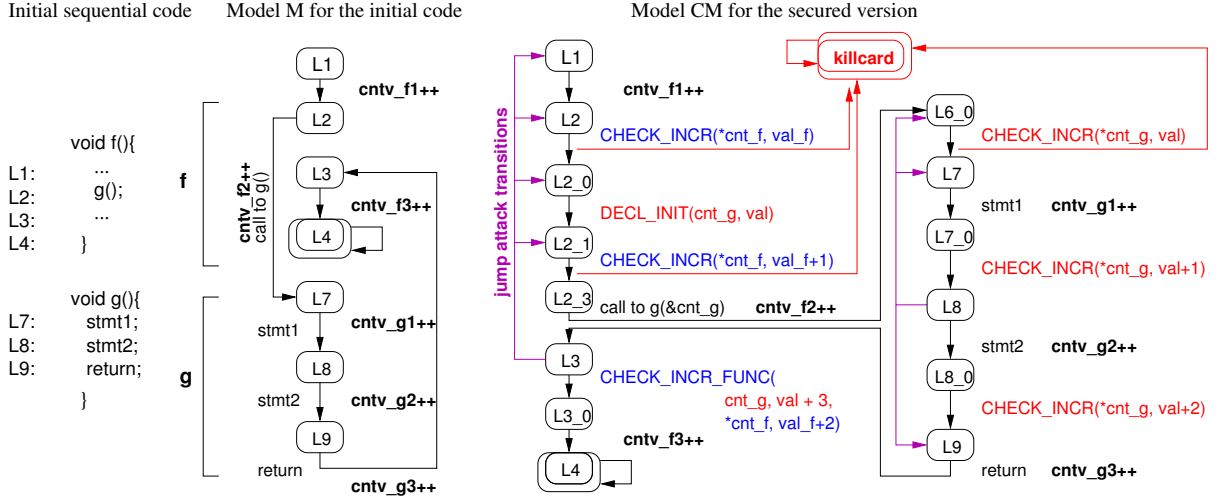 Initial sequential code
Model M for the initial code
Model CM for the secured version
void f(){
L1: ...
L2: g();
L3: ...
L4: }
void g(){
L7: stmt1;
L8: stmt2;
L9: return;
}
f
g
L1
cntv_f1++
L2
cntv_f2++
call to g()
L3
cntv_f3++
L4
L7
stmt1
cntv_g1++
L8
stmt2
cntv_g2++
L9
return
cntv_g3++
jump attack transitions
L1
cntv_f1++
L2
CHECK_INCR(*cnt_f, val_f)
L2_0
DECL_INIT(cnt_g, val)
L2_1
CHECK_INCR(*cnt_f, val_f+1)
L2_3
call to g(&cnt_g) cntv_f2++
L3
CHECK_INCR_FUNC(
cnt_g, val + 3,
*cnt_f, val_f+2)
L3_0
cntv_f3++
L4
killcard
L6_0
CHECK_INCR(*cnt_g, val)
L7
stmt1 cntv_g1++
L7_0
CHECK_INCR(*cnt_g, val+1)
L8
stmt2 cntv_g2++
L8_0
CHECK_INCR(*cnt_g, val+2)
L9
return cntv_g3++